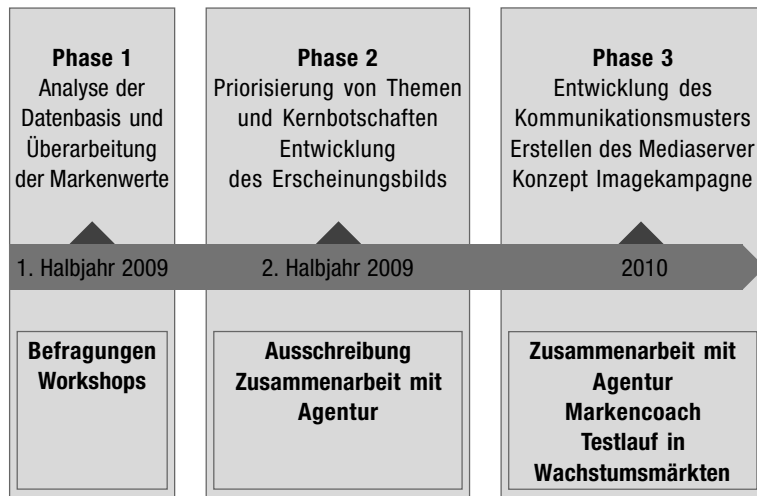 Phase 1
Analyse der
Datenbasis und
Überarbeitung
der Markenwerte
1. Halbjahr 2009
Befragungen
Workshops
Phase 2
Priorisierung von Themen
und Kernbotschaften
Entwicklung
des Erscheinungsbilds
2. Halbjahr 2009
Ausschreibung
Zusammenarbeit mit
Agentur
Phase 3
Entwicklung des
Kommunikationsmusters
Erstellen des Mediaserver
Konzept Imagekampagne
2010
Zusammenarbeit mit
Agentur
Markencoach
Testlauf in
Wachstumsmärkten